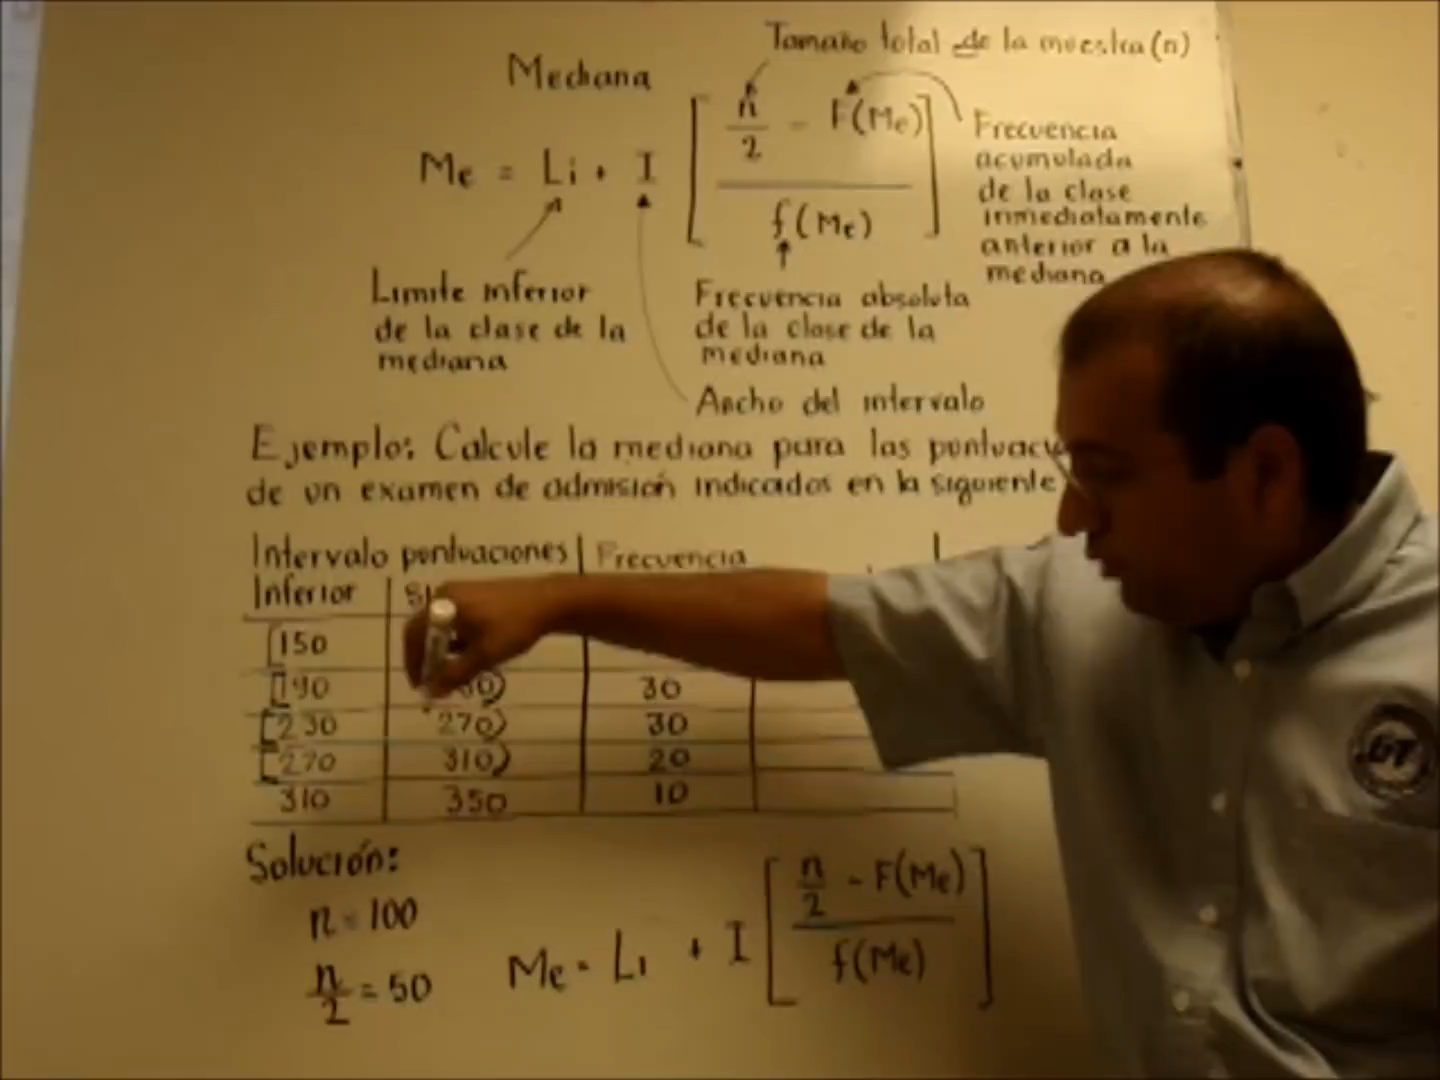 Tamaño total de la muestra (n)
Mediana
Me = Li + I [ n/2 - F(Me) / f(Me) ]
Frecuencia
acumulada
de la clase
inmediatamente
anterior a la
mediana
Limite inferior
de la clase de la
mediana
Frecuencia absoluta
de la clase de la
mediana
Ancho del intervalo
Ejemplo: Calcule la mediana para las
de un examen de admisión indicados en la siguiente
Intervalo puntuaciones | Frecuencia
Inferior
[150
[190 30
[230 270) 30
[270 310) 20
310 350 10
Solución:
n = 100
n/2 = 50
Me = Li + I [ n/2 - F(Me) / f(Me) ]